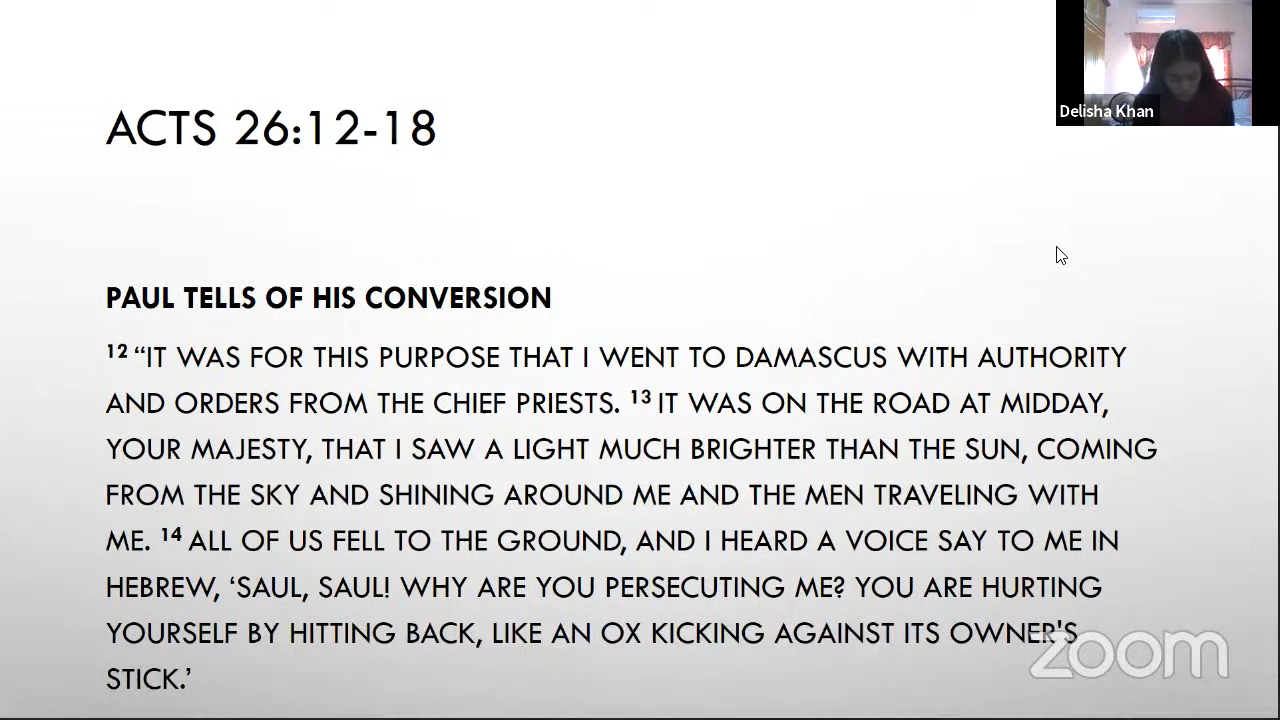 ACTS 26:12-18
Delisha Khan
PAUL TELLS OF HIS CONVERSION
12 “IT WAS FOR THIS PURPOSE THAT I WENT TO DAMASCUS WITH AUTHORITY
AND ORDERS FROM THE CHIEF PRIESTS. 13 IT WAS ON THE ROAD AT MIDDAY,
YOUR MAJESTY, THAT I SAW A LIGHT MUCH BRIGHTER THAN THE SUN, COMING
FROM THE SKY AND SHINING AROUND ME AND THE MEN TRAVELING WITH
ME. 14 ALL OF US FELL TO THE GROUND, AND I HEARD A VOICE SAY TO ME IN
HEBREW, ‘SAUL, SAUL! WHY ARE YOU PERSECUTING ME? YOU ARE HURTING
YOURSELF BY HITTING BACK, LIKE AN OX KICKING AGAINST ITS OWNER'S
STICK.’
zoom